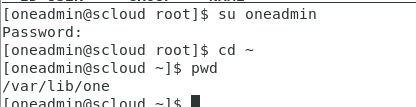 [oneadmin@scloud root]$ su oneadmin
Password:
[oneadmin@scloud root]$ cd ~
[oneadmin@scloud ~]$ pwd
/var/lib/one
[oneadmin@scloud ~]$